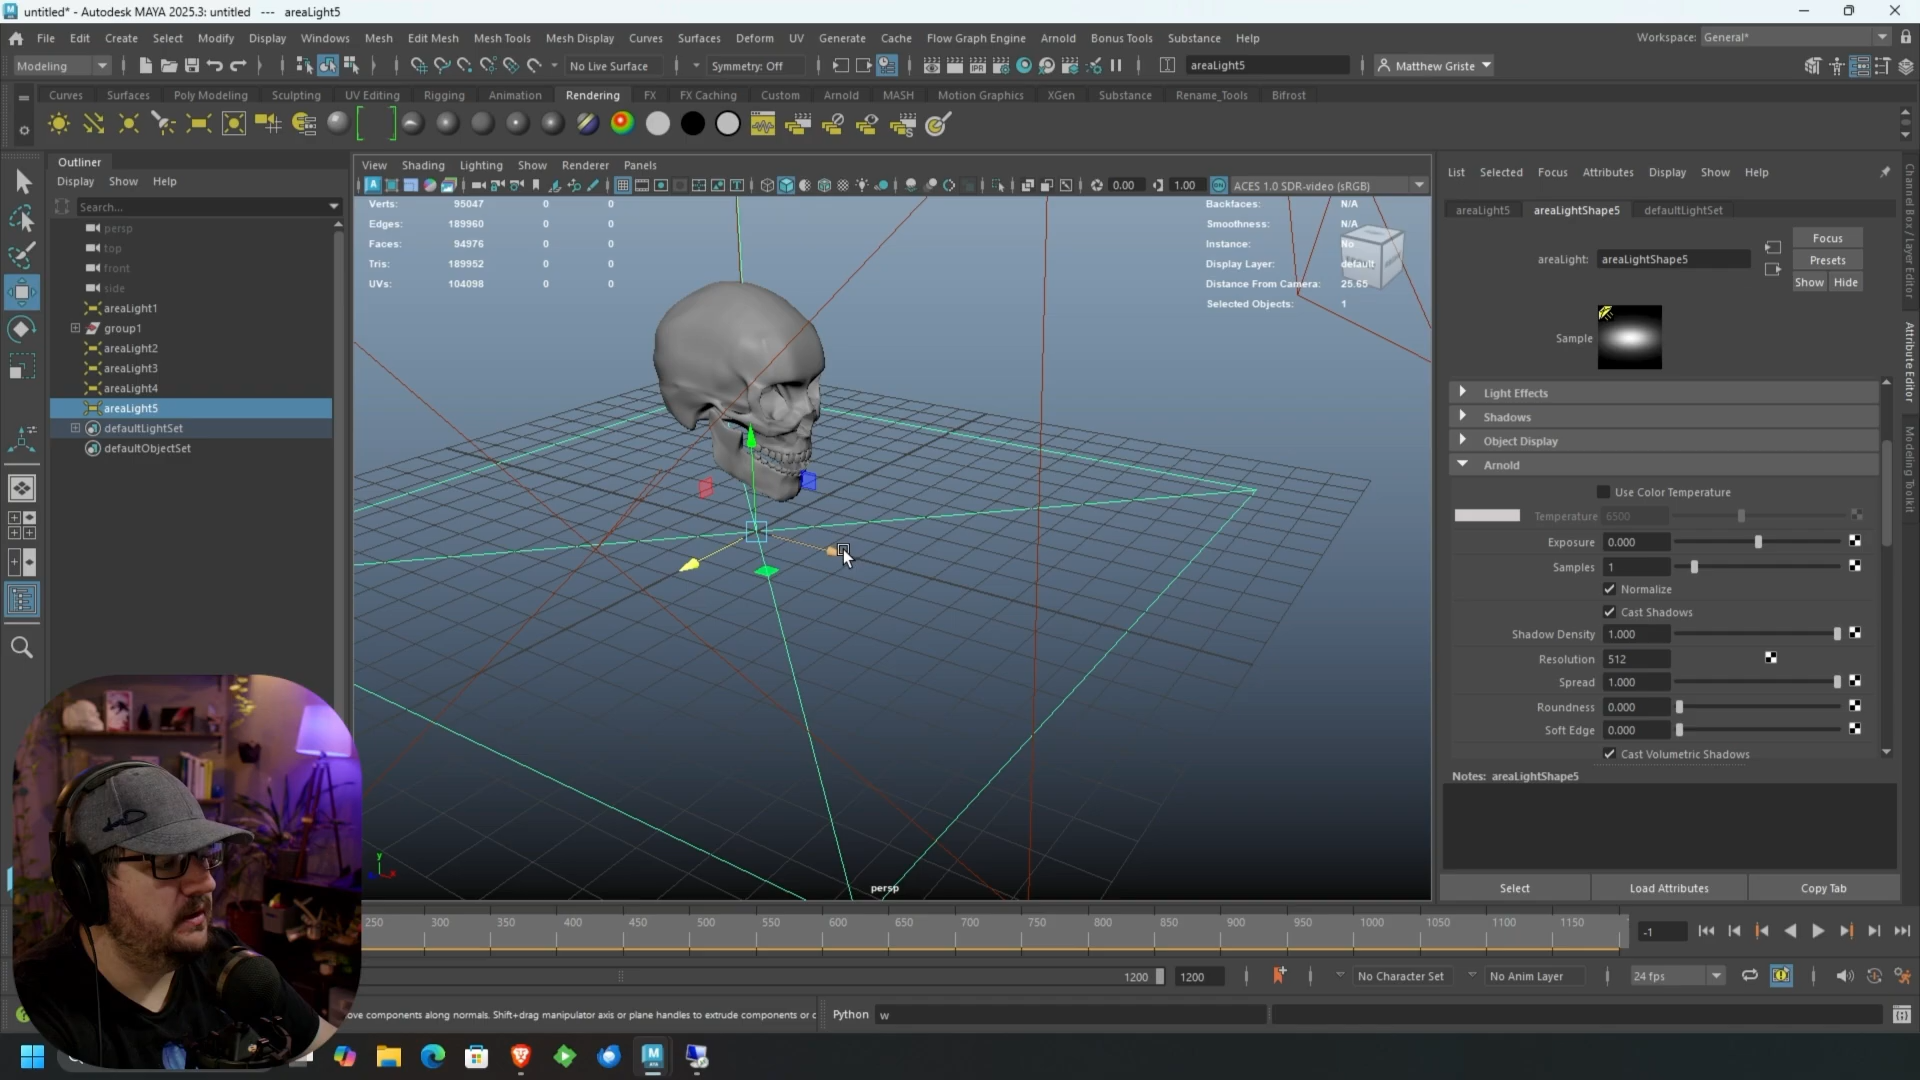 untitled* - Autodesk MAYA 2025.3: untitled --- areaLight5
File Edit Create Select Modify Display Windows Mesh Edit Mesh Mesh Tools Mesh Display Curves Surfaces Deform UV Generate Cache Flow Graph Engine Arnold Bonus Tools Substance Help
Workspace: General*
Modeling No Live Surface Symmetry: Off areaLight5 Matthew Griste
Curves Surfaces Poly Modeling Sculpting UV Editing Rigging Animation Rendering FX FX Caching Custom Arnold MASH Motion Graphics XGen Substance Rename_Tools Bifrost
Outliner
Display Show Help
Search...
persp
top
front
side
areaLight1
group1
areaLight2
areaLight3
areaLight4
areaLight5
defaultLightSet
defaultObjectSet
View Shading Lighting Show Renderer Panels
0.00 1.00 ACES 1.0 SDR-video (sRGB)
Verts: 95047 0 0
Edges: 189960 0 0
Faces: 94976 0 0
Tris: 189952 0 0
UVs: 104098 0 0
Backfaces: N/A
Smoothness: N/A
Instance: No
Display Layer: default
Distance From Camera: 25.65
Selected Objects: 1
persp
y
x
List Selected Focus Attributes Display Show Help
areaLight5 areaLightShape5 defaultLightSet
areaLight: areaLightShape5
Focus
Presets
Show Hide
Sample
Light Effects
Shadows
Object Display
Arnold
Use Color Temperature
Temperature 6500
Exposure 0.000
Samples 1
Normalize
Cast Shadows
Shadow Density 1.000
Resolution 512
Spread 1.000
Roundness 0.000
Soft Edge 0.000
Cast Volumetric Shadows
Notes: areaLightShape5
Select Load Attributes Copy Tab
Channel Box / Layer Editor
Attribute Editor
Modeling Toolkit
250 300 350 400 450 500 550 600 650 700 750 800 850 900 950 1000 1050 1100 1150
-1
1200 1200 No Character Set No Anim Layer 24 fps
ove components along normals. Shift+drag manipulator axis or plane handles to extrude components or c
Python w